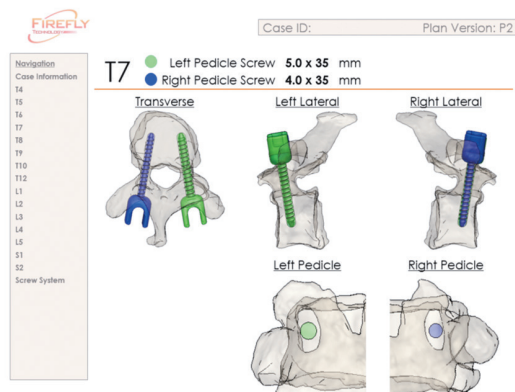 FIREFLY
Case ID:
Plan Version: P2
Navigation
Case Information
T4
T5
T6
T7
T8
T9
T10
T12
L1
L2
L3
L4
L5
S1
S2
Screw System
T7
Left Pedicle Screw 5.0 x 35 mm
Right Pedicle Screw 4.0 x 35 mm
Transverse
Left Lateral
Right Lateral
Left Pedicle
Right Pedicle